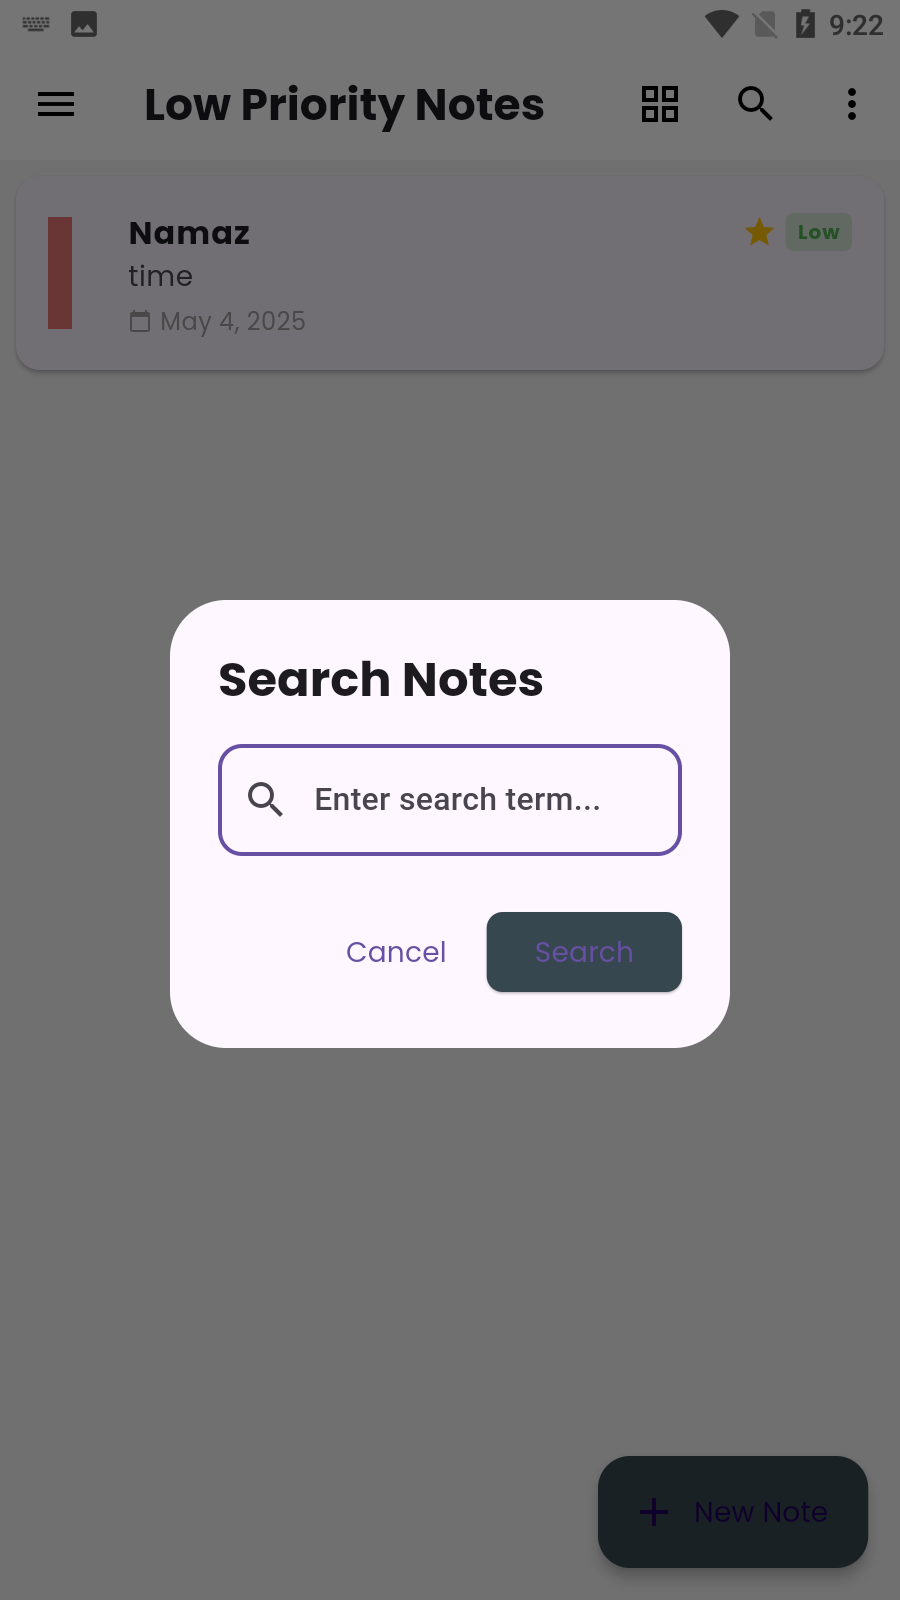 9:22
Low Priority Notes
Namaz
Low
time
May 4, 2025
Search Notes
Enter search term...
Cancel
Search
New Note